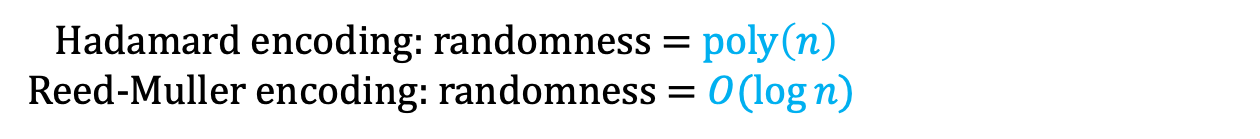 Hadamard encoding: randomness = poly(n)
Reed-Muller encoding: randomness = O(log n)